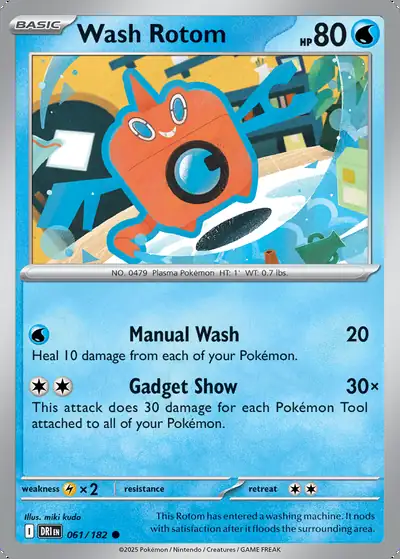 BASIC
Wash Rotom
HP 80
NO. 0479 Plasma Pokémon HT: 1' WT: 0.7 lbs.
Manual Wash 20
Heal 10 damage from each of your Pokémon.
Gadget Show 30×
This attack does 30 damage for each Pokémon Tool
attached to all of your Pokémon.
weakness ×2 resistance retreat
Illus. miki kudo
This Rotom has entered a washing machine. It nods
I DRI EN 061/182
with satisfaction after it floods the surrounding area.
©2025 Pokémon / Nintendo / Creatures / GAME FREAK